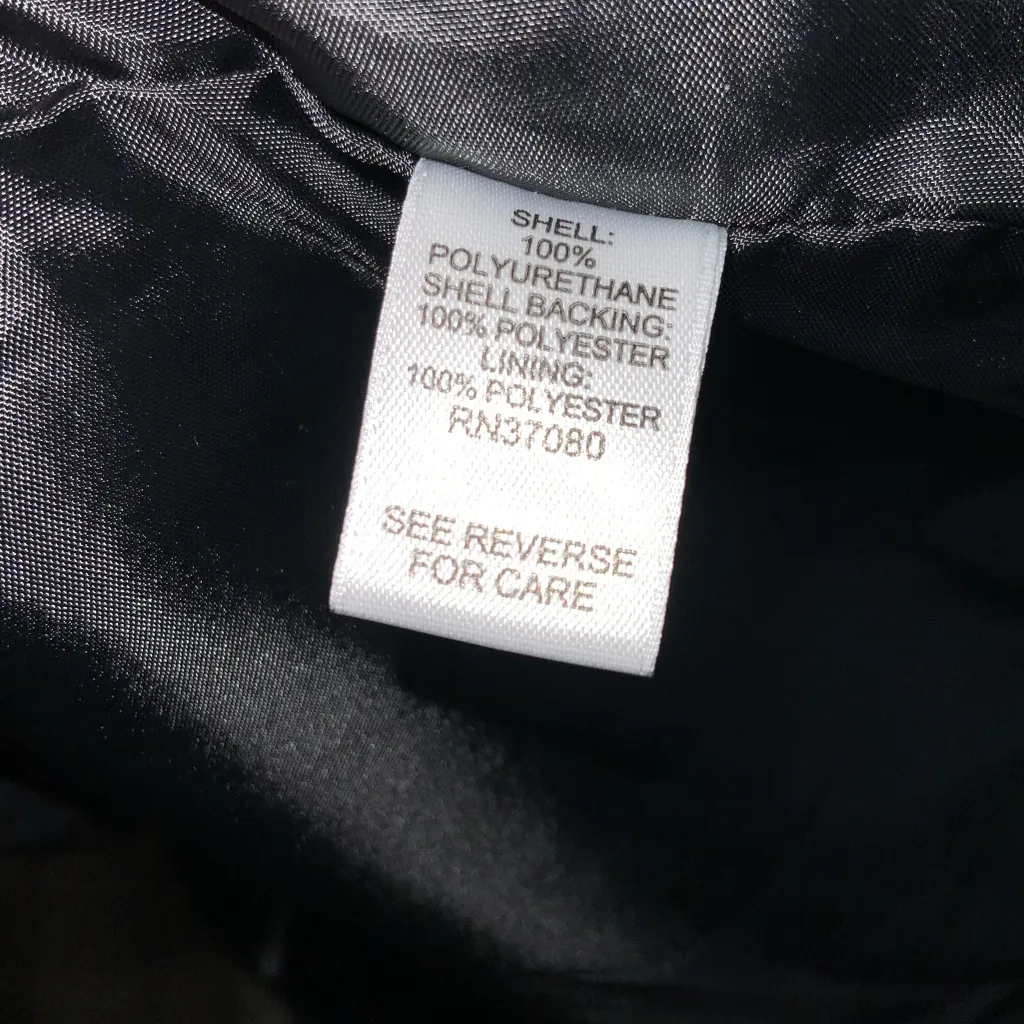 SHELL:
100%
POLYURETHANE
SHELL BACKING:
100% POLYESTER
LINING:
100% POLYESTER
RN37080
SEE REVERSE
FOR CARE